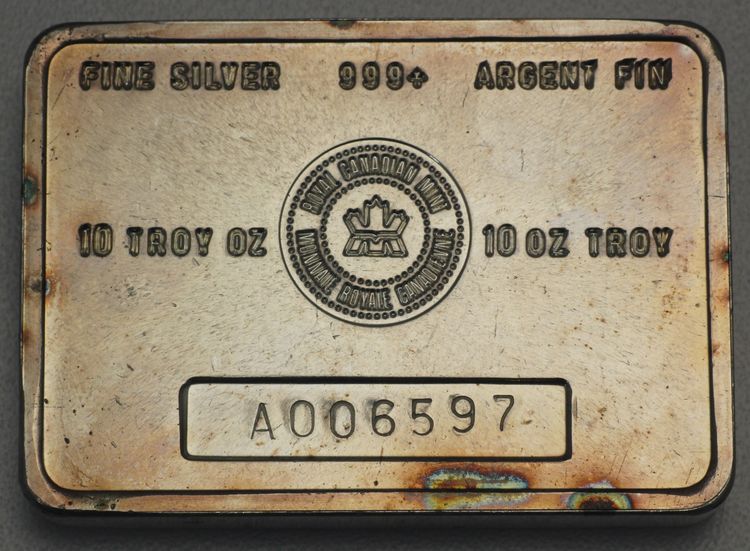 FINE SILVER 999+ ARGENT FIN
ROYAL CANADIAN MINT
10 TROY OZ 10 OZ TROY
MONNAIE ROYALE CANADIENNE
A006597